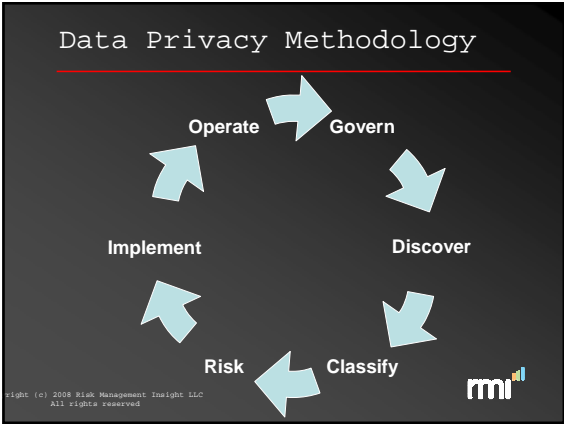 Data Privacy Methodology
Operate
Govern
Implement
Discover
Risk
Classify
right (c) 2008 Risk Management Insight LLC
All rights reserved
rmi